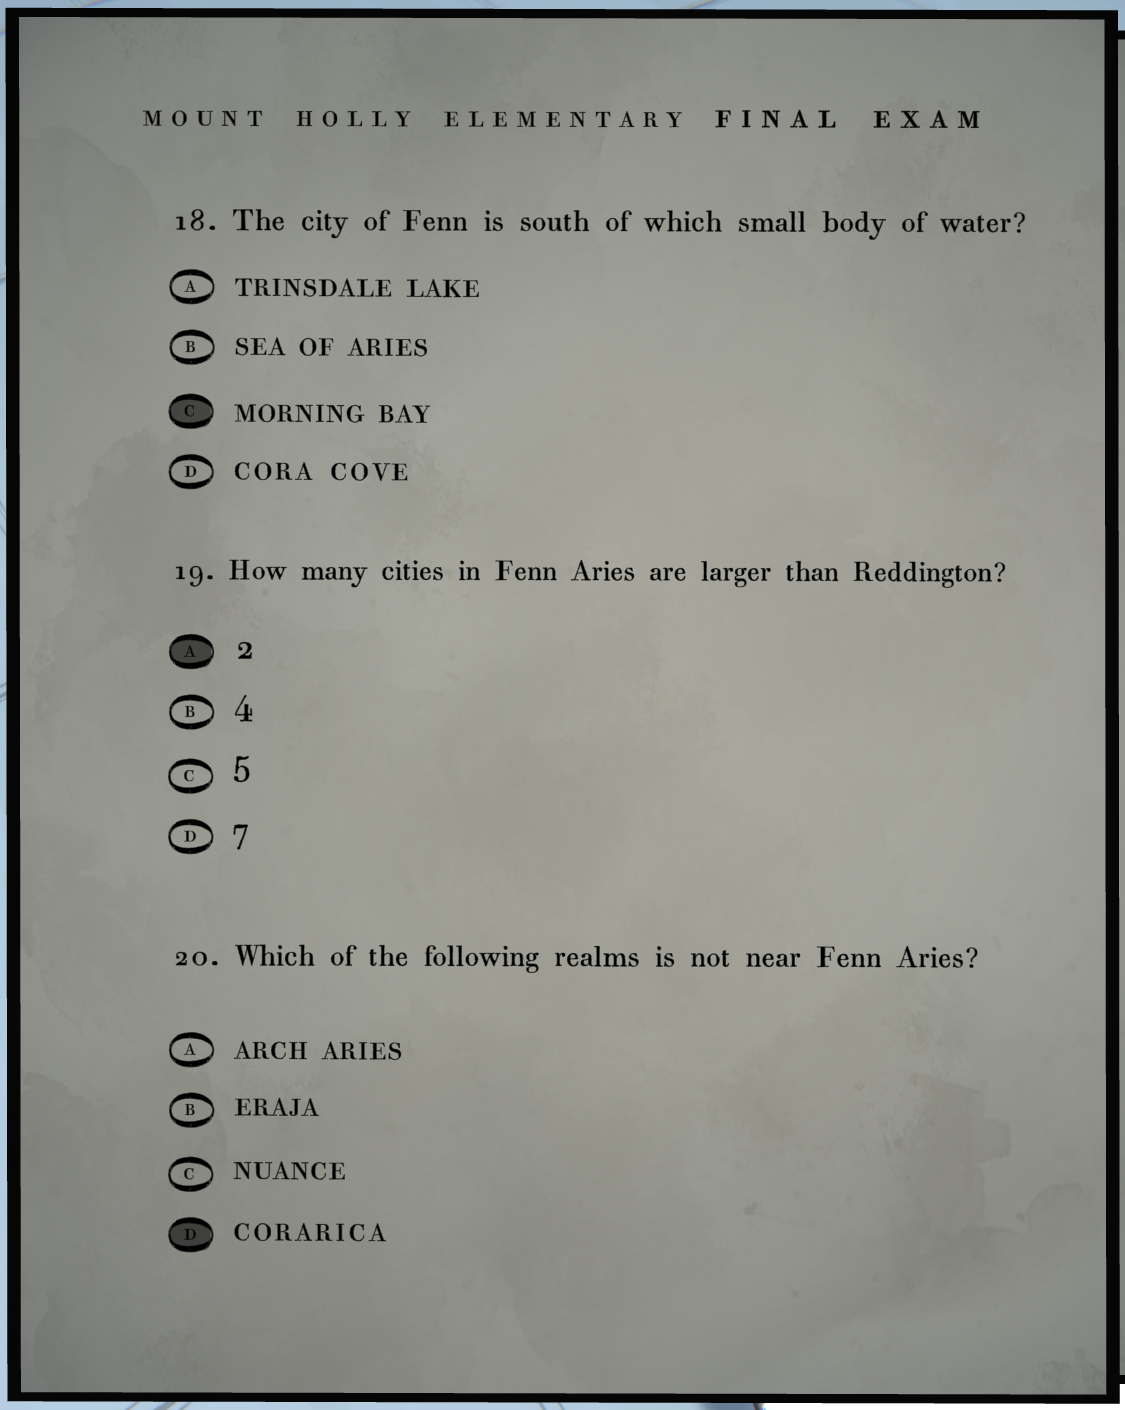 MOUNT HOLLY ELEMENTARY FINAL EXAM
18. The city of Fenn is south of which small body of water?
A TRINSDALE LAKE
B SEA OF ARIES
C MORNING BAY
D CORA COVE
19. How many cities in Fenn Aries are larger than Reddington?
A 2
B 4
C 5
D 7
20. Which of the following realms is not near Fenn Aries?
A ARCH ARIES
B ERAJA
C NUANCE
D CORARICA